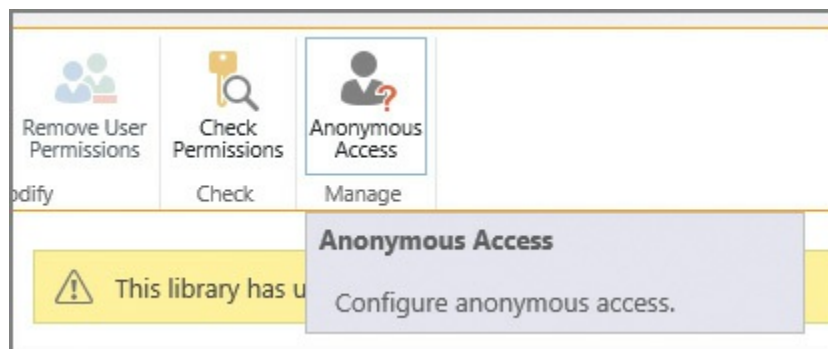 Remove User
Permissions
Check
Permissions
Anonymous
Access
odify
Check
Manage
Anonymous Access
This library has u
Configure anonymous access.